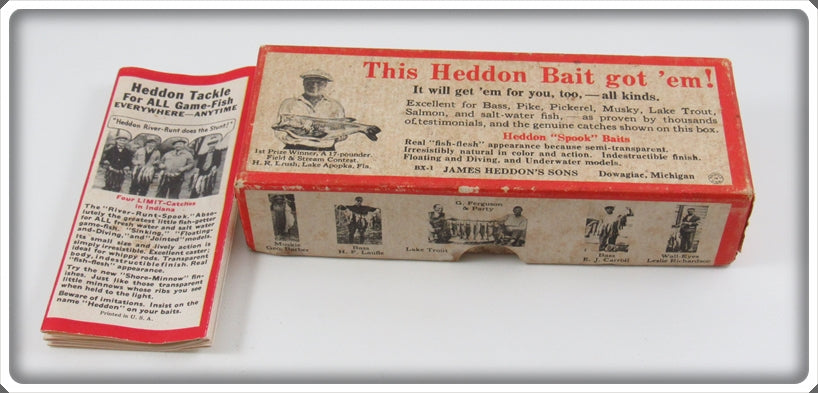 Heddon Tackle
For ALL Game-Fish
EVERYWHERE—ANYTIME
"Heddon River-Runt does the Stunt!"
Four LIMIT-Catches
in Indiana
The "River-Runt-Spook." Abso-
lutely the greatest little fish-getter
for ALL fresh water and salt water
game-fish. "Sinking," "Floating-
and-Diving," and "Jointed" models.
Its small size and lively action is
simply irresistible. Excellent caster;
ideal for whippy rods. Transparent
body, indestructible finish. Real
"fish-flesh" appearance.
Try the new "Shore-Minnow" fin-
ishes. Just like those transparent
little minnows whose ribs you see
when held to the light.
Beware of imitations. Insist on the
name "Heddon" on your baits.
Printed in U. S. A.
This Heddon Bait got 'em!
It will get 'em for you, too,—all kinds.
Excellent for Bass, Pike, Pickerel, Musky, Lake Trout,
Salmon, and salt-water fish,—as proven by thousands
of testimonials, and the genuine catches shown on this box.
Heddon "Spook" Baits
Real "fish-flesh" appearance because semi-transparent.
Irresistibly natural in color and action. Indestructible finish.
Floating and Diving, and Underwater models.
BX-1 JAMES HEDDON'S SONS Dowagiac, Michigan
1st Prize Winner, A 17-pounder.
Field & Stream Contest.
H. R. Lrush, Lake Apopka, Fla.
Muskie
Geo. Barber
Bass
H. F. Lauffe
G. Ferguson
& Party
Lake Trout
Bass
E. J. Carroll
Wall-Eyes
Leslie Richardson